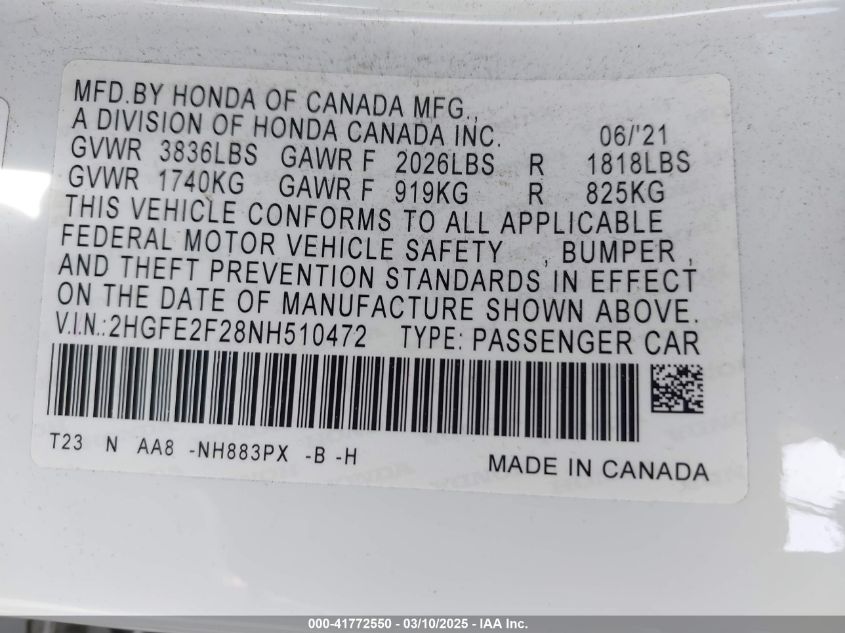 MFD.BY HONDA OF CANADA MFG.,
A DIVISION OF HONDA CANADA INC. 06/'21
GVWR 3836LBS GAWR F 2026LBS R 1818LBS
GVWR 1740KG GAWR F 919KG R 825KG
THIS VEHICLE CONFORMS TO ALL APPLICABLE
FEDERAL MOTOR VEHICLE SAFETY , BUMPER ,
AND THEFT PREVENTION STANDARDS IN EFFECT
ON THE DATE OF MANUFACTURE SHOWN ABOVE.
V.I.N.:2HGFE2F28NH510472 TYPE: PASSENGER CAR
T23 N AA8 -NH883PX -B -H
MADE IN CANADA
000-41772550 — 03/10/2025 — IAA Inc.